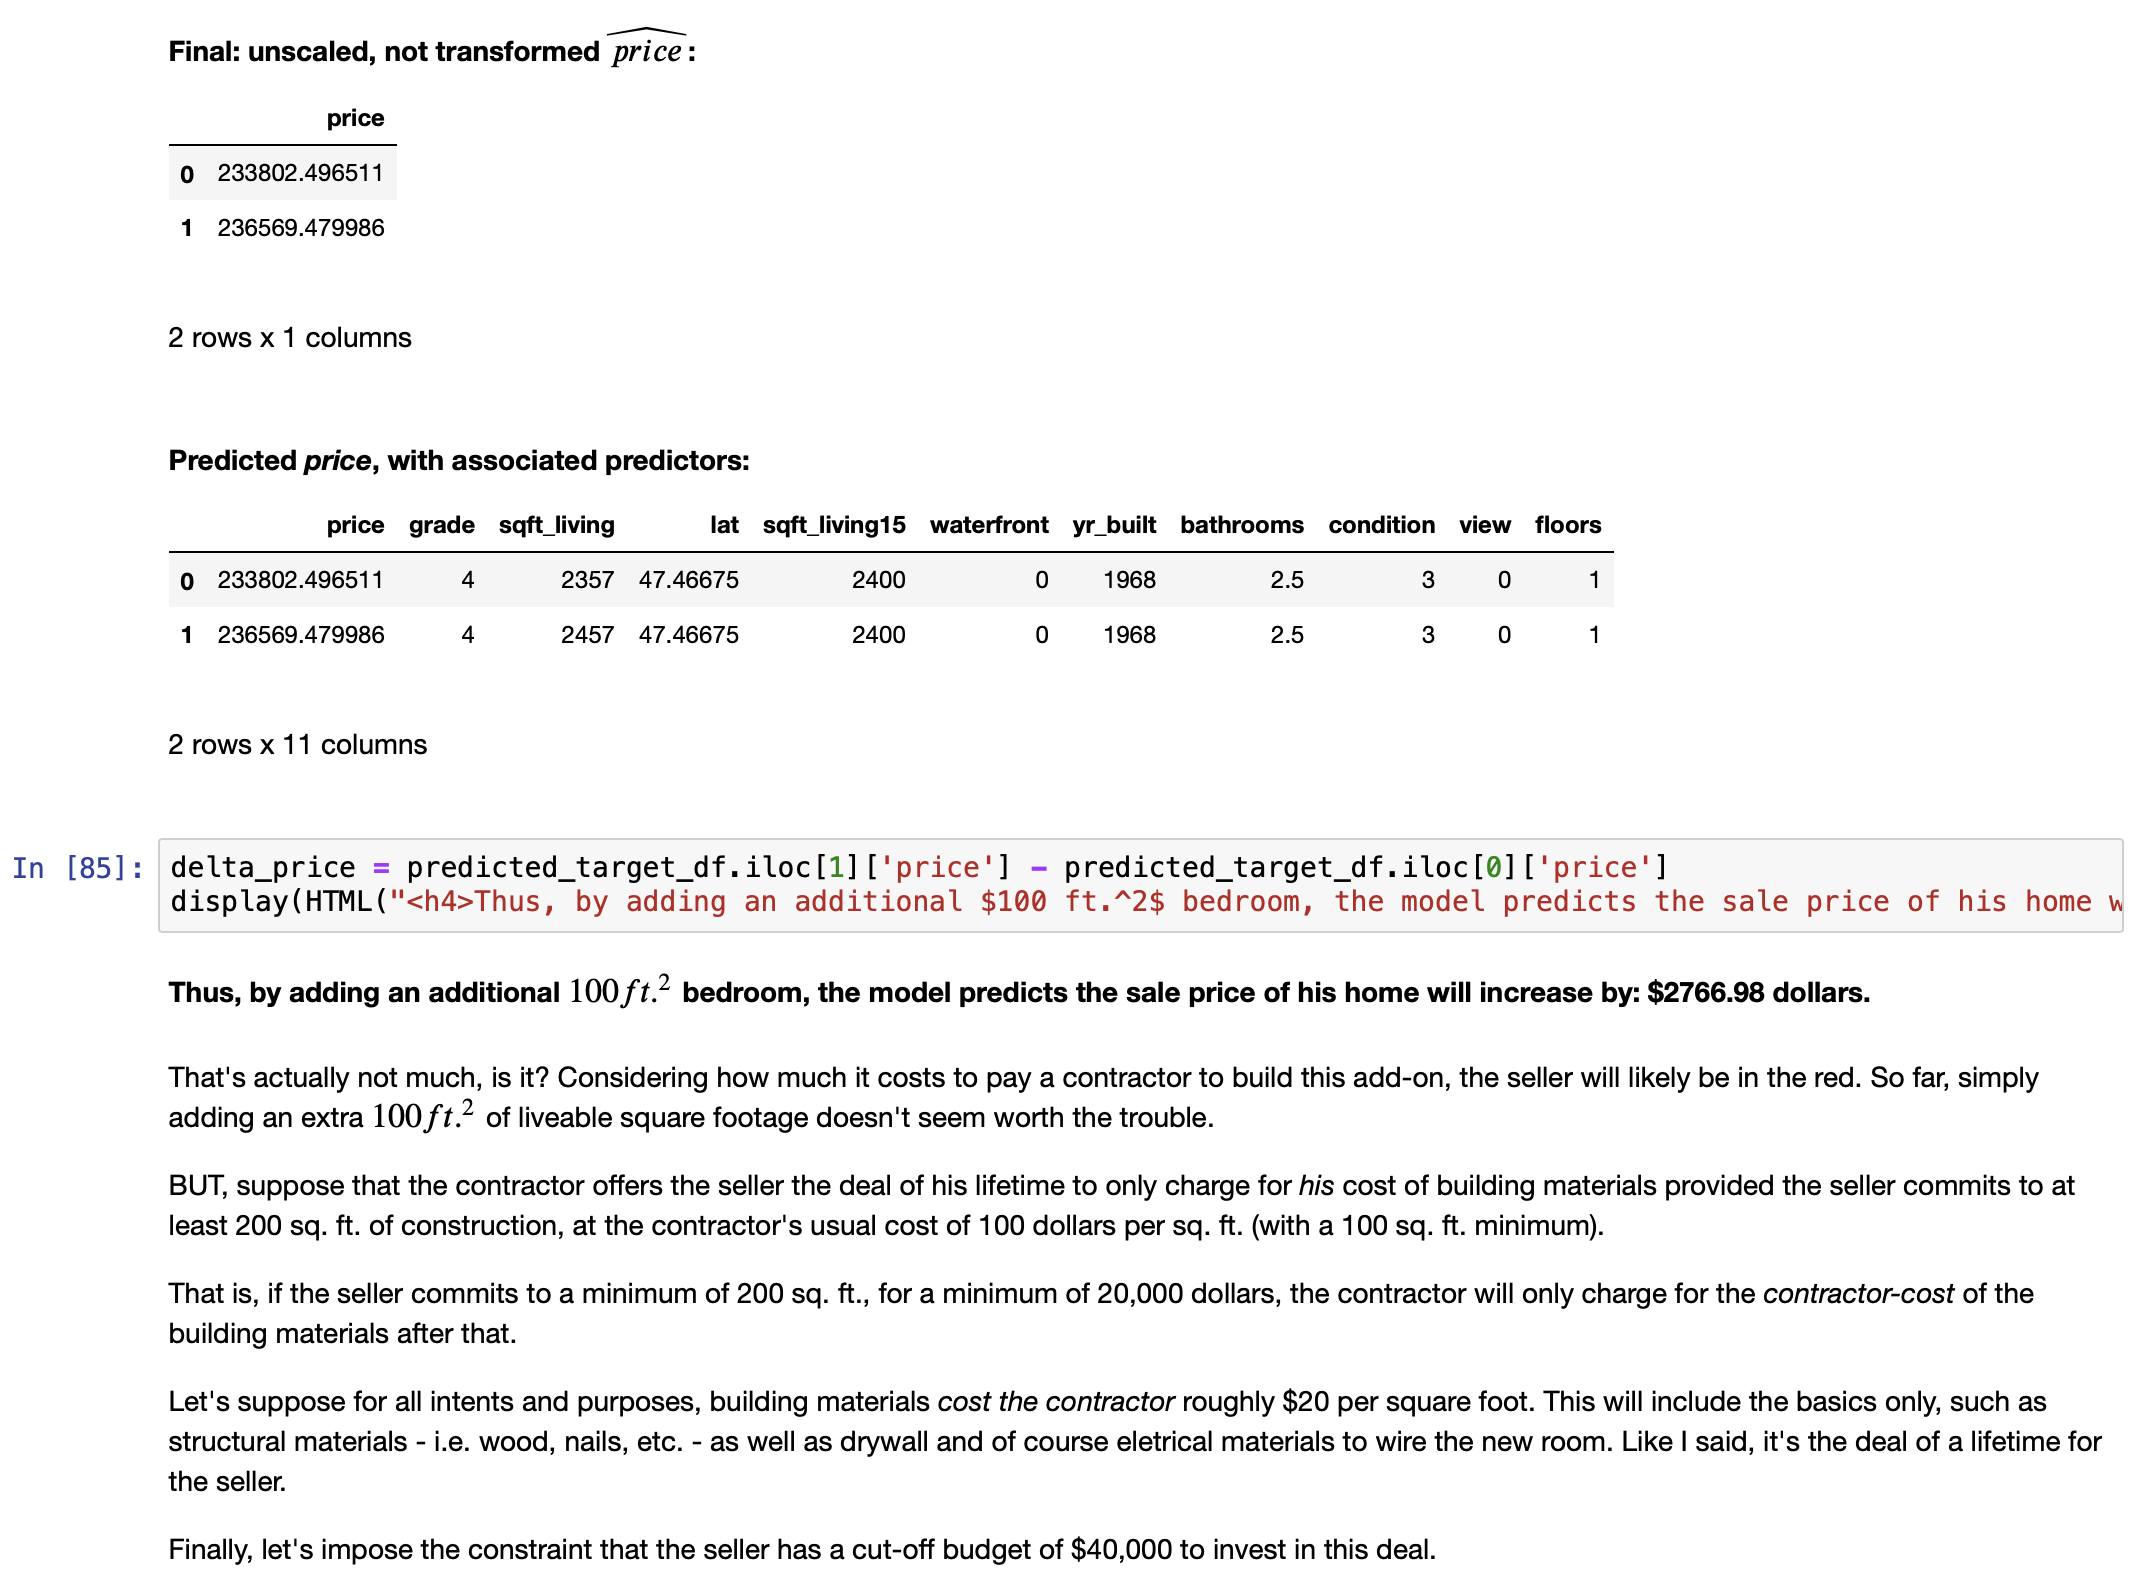 Final: unscaled, not transformed price:
price
0 233802.496511
1 236569.479986
2 rows x 1 columns
Predicted price, with associated predictors:
price grade sqft_living lat sqft_living15 waterfront yr_built bathrooms condition view floors
0 233802.496511 4 2357 47.46675 2400 0 1968 2.5 3 0 1
1 236569.479986 4 2457 47.46675 2400 0 1968 2.5 3 0 1
2 rows x 11 columns
In [85]: delta_price = predicted_target_df.iloc[1]['price'] - predicted_target_df.iloc[0]['price']
display(HTML("<h4>Thus, by adding an additional $100 ft.^2$ bedroom, the model predicts the sale price of his home w
Thus, by adding an additional 100ft.² bedroom, the model predicts the sale price of his home will increase by: $2766.98 dollars.
That's actually not much, is it? Considering how much it costs to pay a contractor to build this add-on, the seller will likely be in the red. So far, simply
adding an extra 100ft.² of liveable square footage doesn't seem worth the trouble.
BUT, suppose that the contractor offers the seller the deal of his lifetime to only charge for his cost of building materials provided the seller commits to at
least 200 sq. ft. of construction, at the contractor's usual cost of 100 dollars per sq. ft. (with a 100 sq. ft. minimum).
That is, if the seller commits to a minimum of 200 sq. ft., for a minimum of 20,000 dollars, the contractor will only charge for the contractor-cost of the
building materials after that.
Let's suppose for all intents and purposes, building materials cost the contractor roughly $20 per square foot. This will include the basics only, such as
structural materials - i.e. wood, nails, etc. - as well as drywall and of course eletrical materials to wire the new room. Like I said, it's the deal of a lifetime for
the seller.
Finally, let's impose the constraint that the seller has a cut-off budget of $40,000 to invest in this deal.